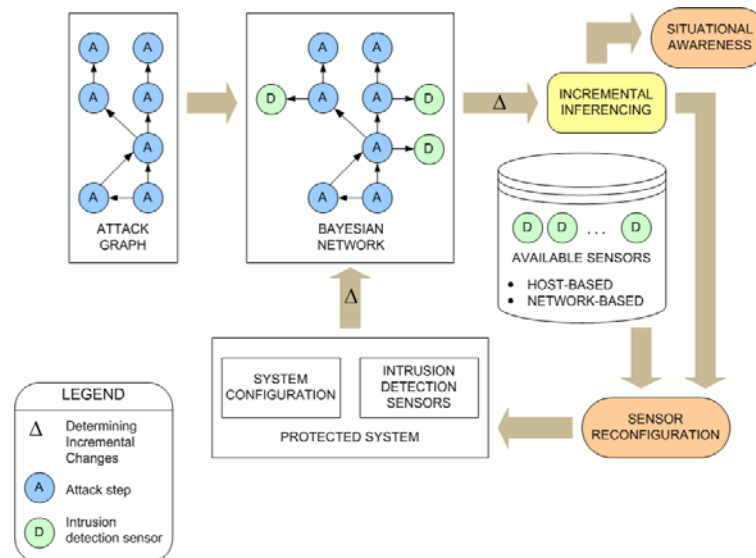 SITUATIONAL
AWARENESS
A A
A A
A
A A
ATTACK
GRAPH
A A
D A A D
A D
A A
BAYESIAN
NETWORK
Δ
INCREMENTAL
INFERENCING
D D ... D
AVAILABLE SENSORS
• HOST-BASED
• NETWORK-BASED
Δ
SYSTEM
CONFIGURATION
INTRUSION
DETECTION
SENSORS
PROTECTED SYSTEM
SENSOR
RECONFIGURATION
LEGEND
Δ Determining
Incremental
Changes
A Attack step
D Intrusion
detection sensor